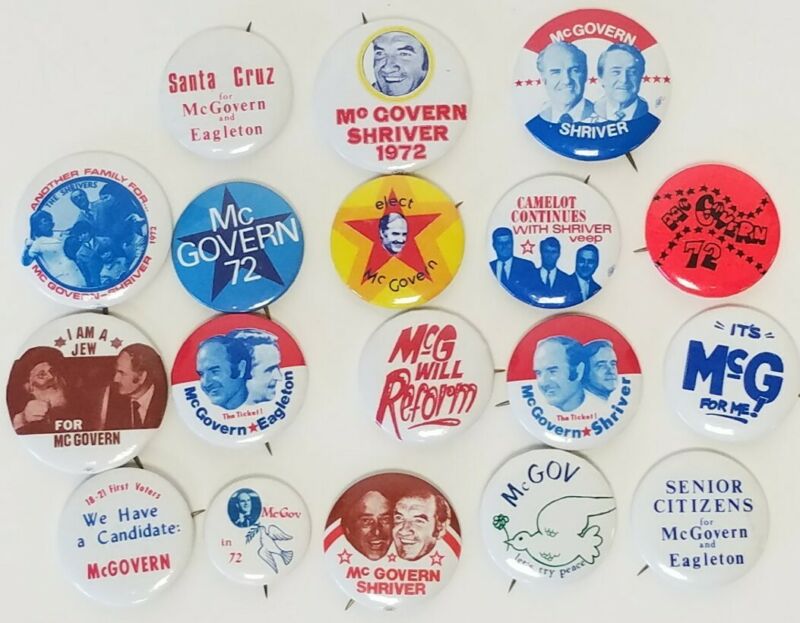 Santa Cruz
for
McGovern
and
Eagleton
McGOVERN
SHRIVER
1972
McGOVERN
SHRIVER
ANOTHER FAMILY FOR...
THE SHRIVERS
1972
McGOVERN-SHRIVER
Mc
GOVERN
72
elect
McGovern
CAMELOT
CONTINUES
WITH SHRIVER
veep
McGOVERN
72
I AM A
JEW
FOR
McGOVERN
The Ticket!
McGovern★Eagleton
McG
WILL
Reform
The Ticket!
McGovern★Shriver
IT'S
McG
FOR ME!
18-21 First Voters
We Have
a Candidate:
McGOVERN
McGov
in
72
McGOVERN
SHRIVER
McGOV
let's try peace
SENIOR
CITIZENS
for
McGovern
and
Eagleton